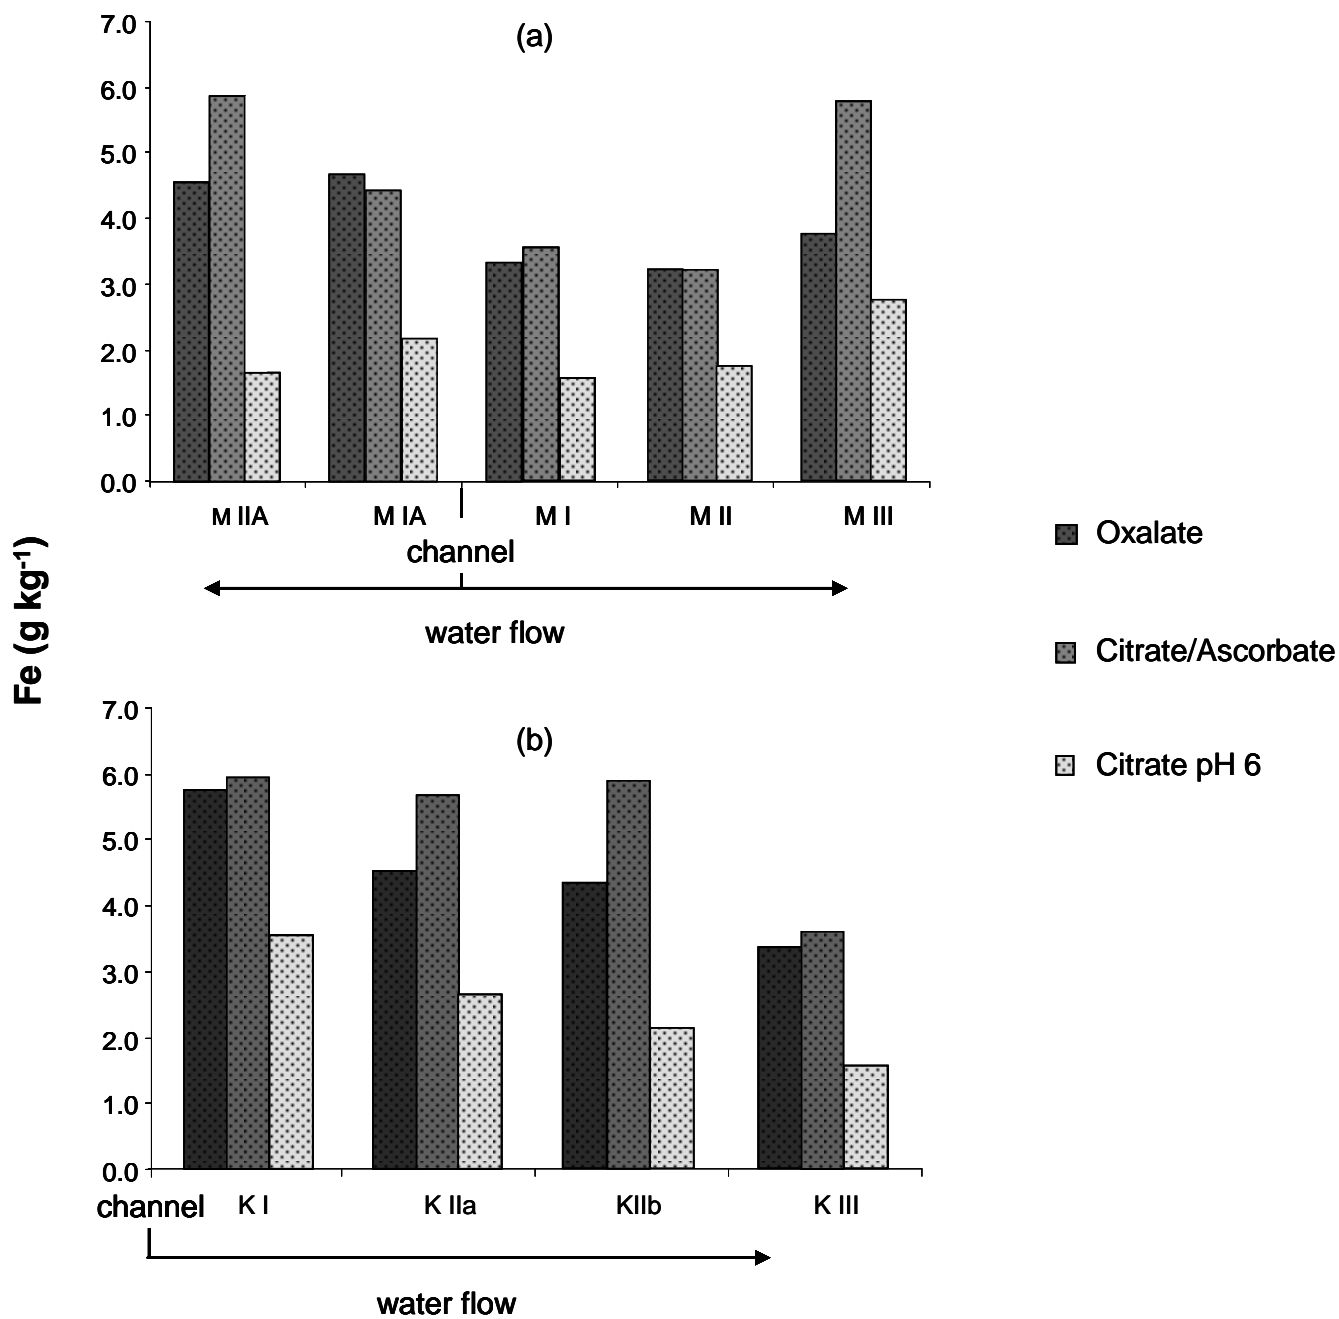 (a)
7.0
6.0
5.0
4.0
3.0
2.0
1.0
0.0
M IIA M IA M I M II M III
channel
water flow
Fe (g kg⁻¹)
Oxalate
Citrate/Ascorbate
Citrate pH 6
(b)
7.0
6.0
5.0
4.0
3.0
2.0
1.0
0.0
channel K I K IIa KIIb K III
water flow